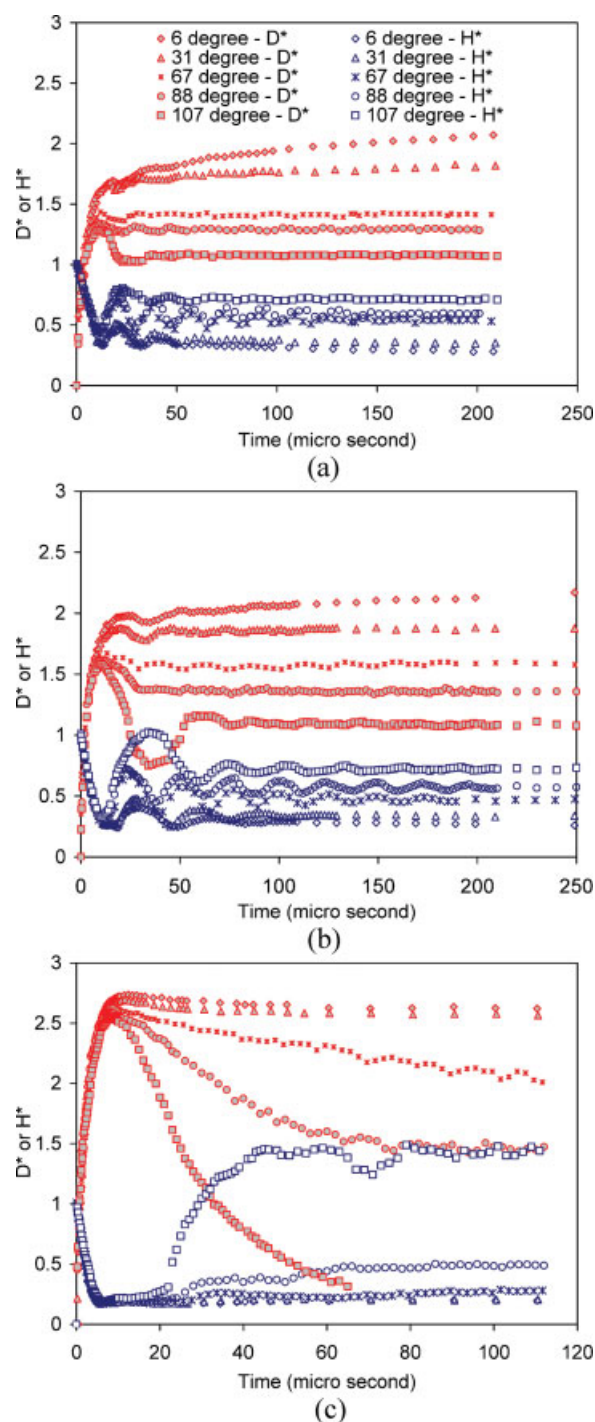 6 degree - D* 6 degree - H*
31 degree - D* 31 degree - H*
67 degree - D* 67 degree - H*
88 degree - D* 88 degree - H*
107 degree - D* 107 degree - H*
3
2.5
2
1.5
1
0.5
0
D* or H*
0 50 100 150 200 250
Time (micro second)
(a)
3
2.5
2
1.5
1
0.5
0
D* or H*
0 50 100 150 200 250
Time (micro second)
(b)
3
2.5
2
1.5
1
0.5
0
D* or H*
0 20 40 60 80 100 120
Time (micro second)
(c)